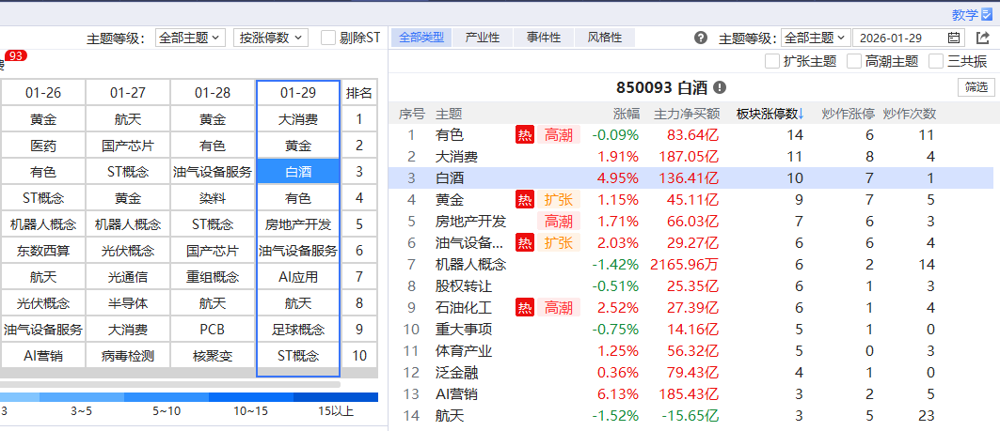 教学
主题等级： 全部主题 按涨停数 剔除ST
全部类型 产业性 事件性 风格性 主题等级： 全部主题 2026-01-29
93
扩张主题 高潮主题 三共振
850093 白酒 筛选
01-26 01-27 01-28 01-29 排名
黄金 航天 黄金 大消费 1
医药 国产芯片 有色 黄金 2
有色 ST概念 油气设备服务 白酒 3
ST概念 黄金 染料 有色 4
机器人概念 机器人概念 ST概念 房地产开发 5
东数西算 光伏概念 国产芯片 油气设备服务 6
航天 光通信 重组概念 AI应用 7
光伏概念 半导体 航天 航天 8
油气设备服务 大消费 PCB 足球概念 9
AI营销 病毒检测 核聚变 ST概念 10
3 3~5 5~10 10~15 15以上
序号 主题 涨幅 主力净买额 板块涨停数↓ 炒作涨停 炒作次数
1 有色 热 高潮 -0.09% 83.64亿 14 6 11
2 大消费 1.91% 187.05亿 11 8 4
3 白酒 4.95% 136.41亿 10 7 1
4 黄金 热 扩张 1.15% 45.11亿 9 7 5
5 房地产开发 高潮 1.71% 66.03亿 7 6 3
6 油气设备... 热 扩张 2.03% 29.27亿 6 6 4
7 机器人概念 -1.42% 2165.96万 6 2 14
8 股权转让 -0.51% 25.35亿 6 1 3
9 石油化工 热 高潮 2.52% 27.39亿 6 1 4
10 重大事项 -0.75% 14.16亿 5 1 0
11 体育产业 1.25% 56.32亿 5 0 3
12 泛金融 0.36% 79.43亿 4 1 0
13 AI营销 6.13% 185.43亿 3 2 5
14 航天 -1.52% -15.65亿 3 5 23